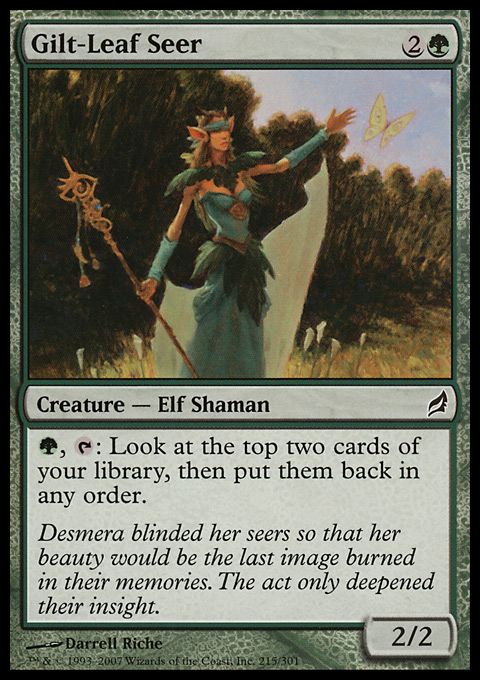 Gilt-Leaf Seer 2
Creature — Elf Shaman
, : Look at the top two cards of
your library, then put them back in
any order.
Desmera blinded her seers so that her
beauty would be the last image burned
in their memories. The act only deepened
their insight.
Darrell Riche
2/2
™ & © 1993–2007 Wizards of the Coast, Inc. 215/301